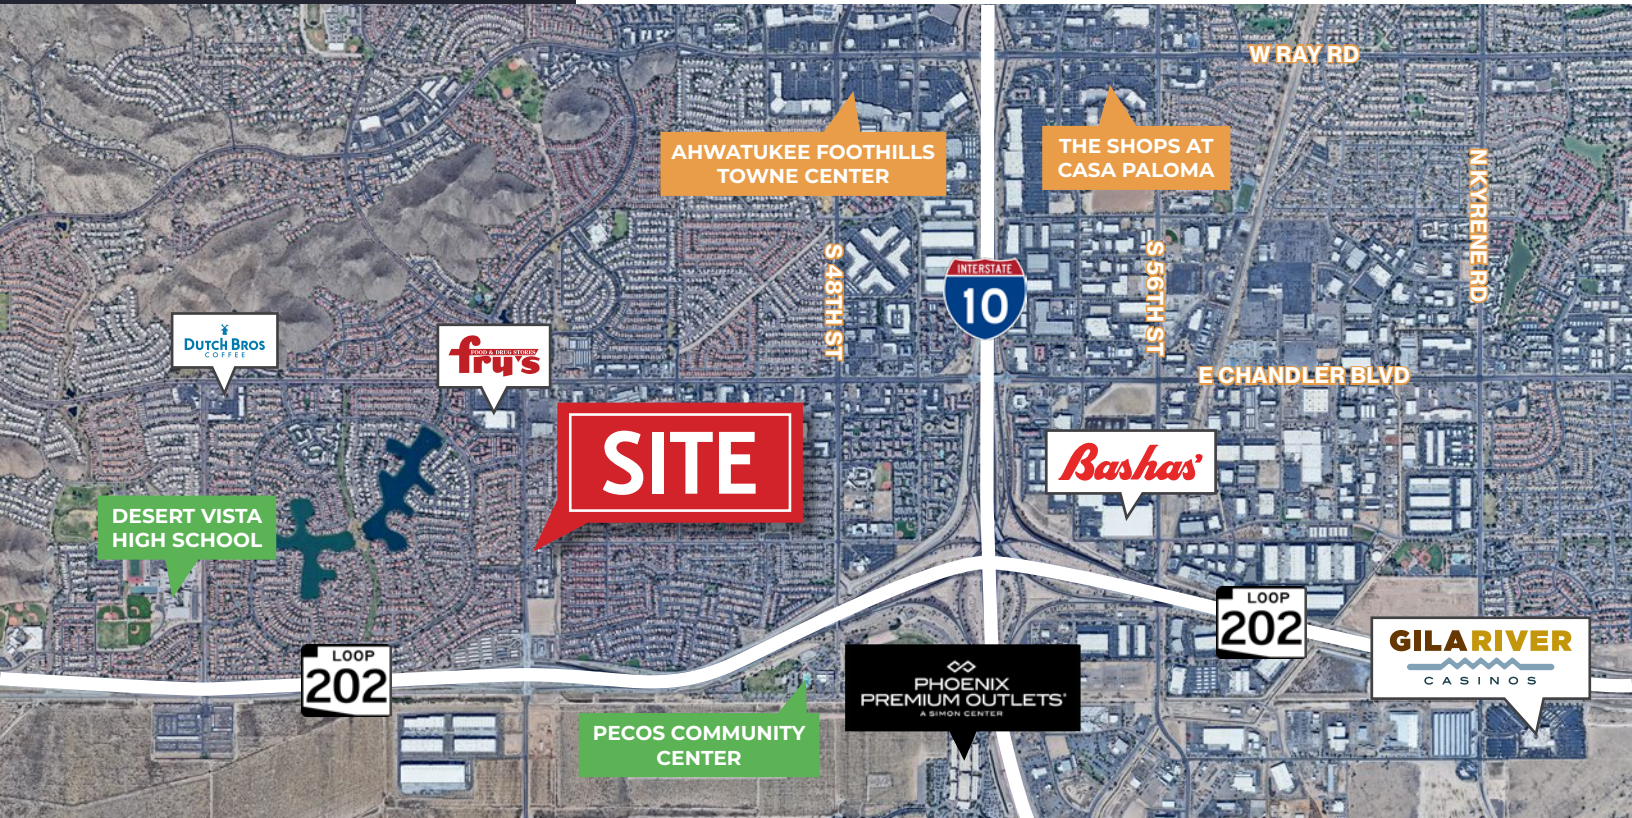 W RAY RD
AHWATUKEE FOOTHILLS
TOWNE CENTER
THE SHOPS AT
CASA PALOMA
N KYRENE RD
S 48TH ST
S 56TH ST
INTERSTATE
10
DUTCH BROS
COFFEE
FOOD & DRUG STORES
fry's
E CHANDLER BLVD
SITE
Bashas'
DESERT VISTA
HIGH SCHOOL
LOOP
202
LOOP
202
GILA RIVER
CASINOS
PHOENIX
PREMIUM OUTLETS®
A SIMON CENTER
PECOS COMMUNITY
CENTER